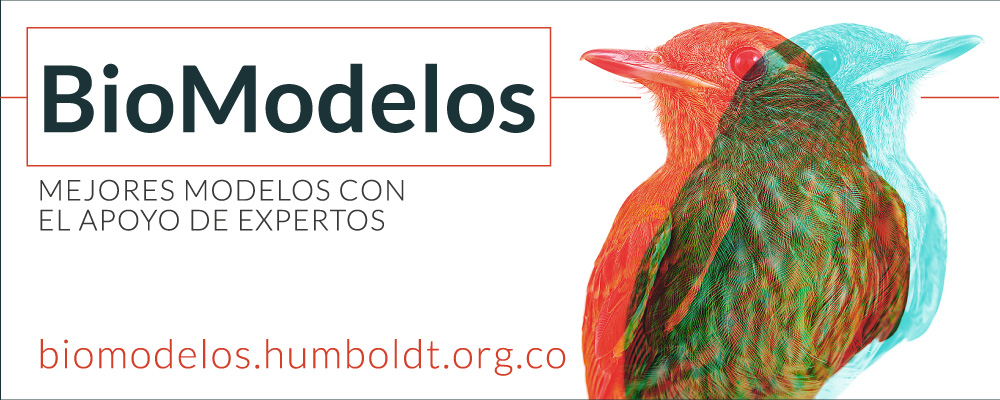 BioModelos
MEJORES MODELOS CON
EL APOYO DE EXPERTOS
biomodelos.humboldt.org.co